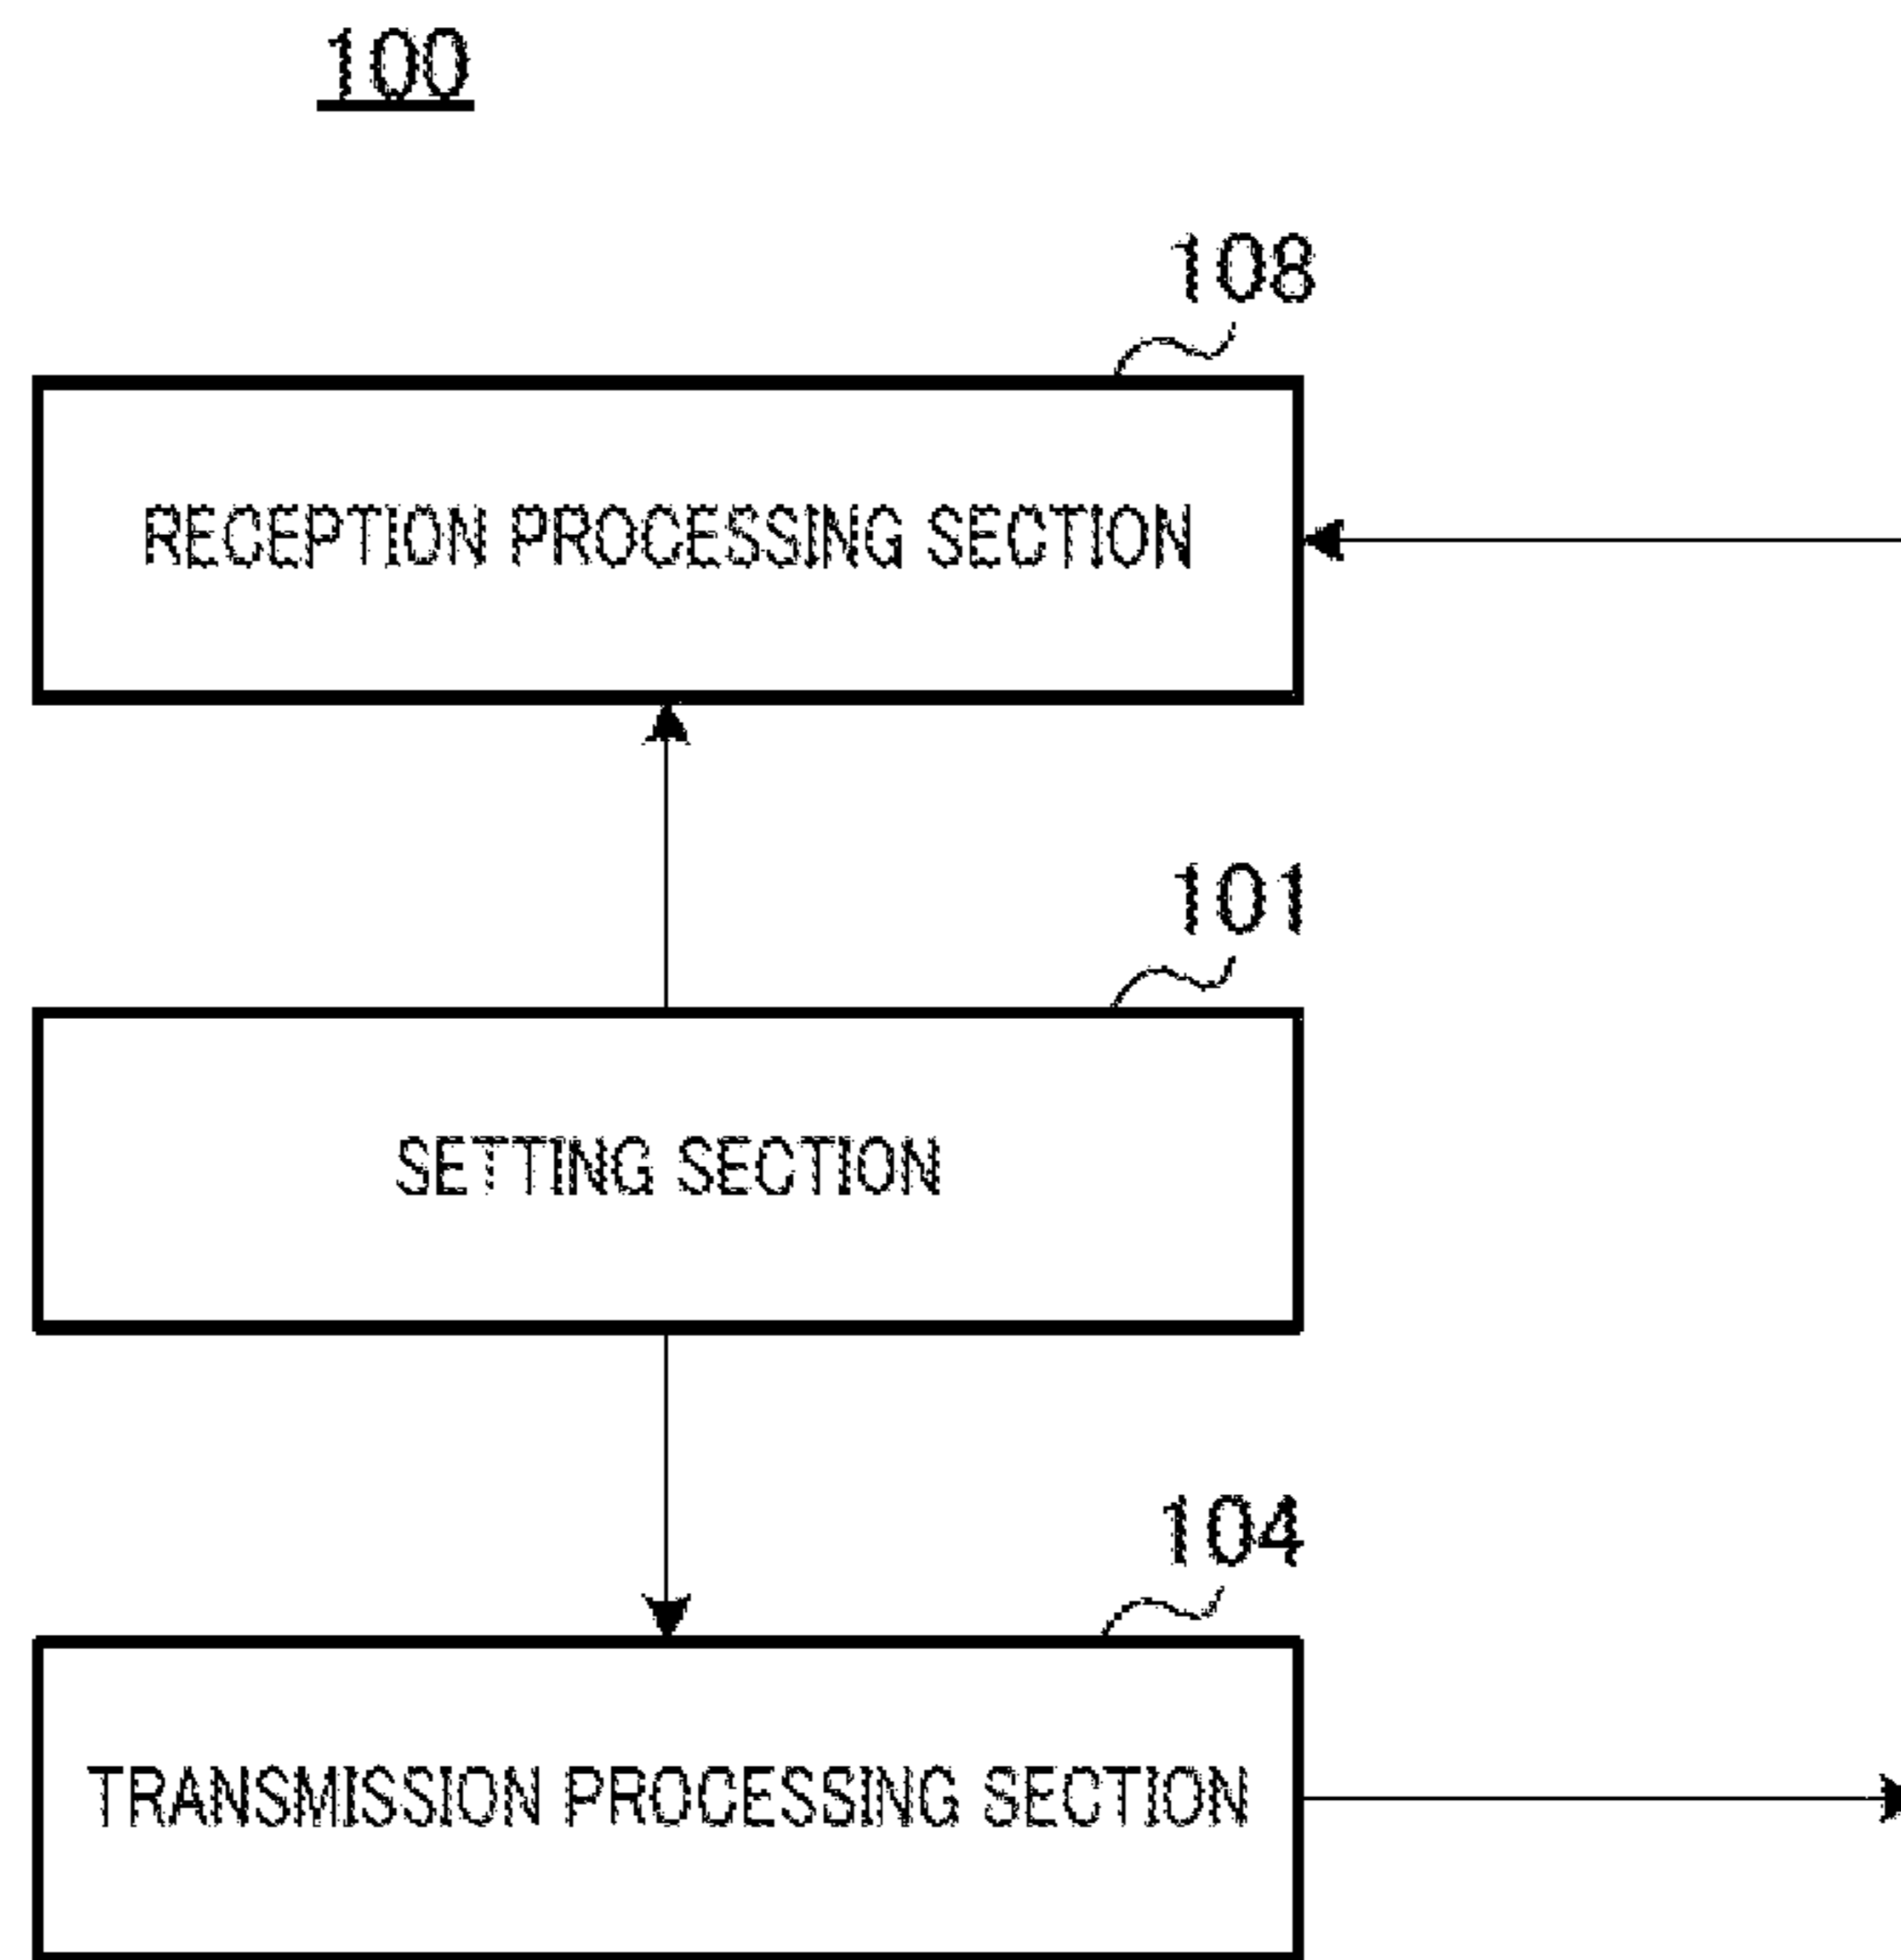 100
108
RECEPTION PROCESSING SECTION
101
SETTING SECTION
104
TRANSMISSION PROCESSING SECTION